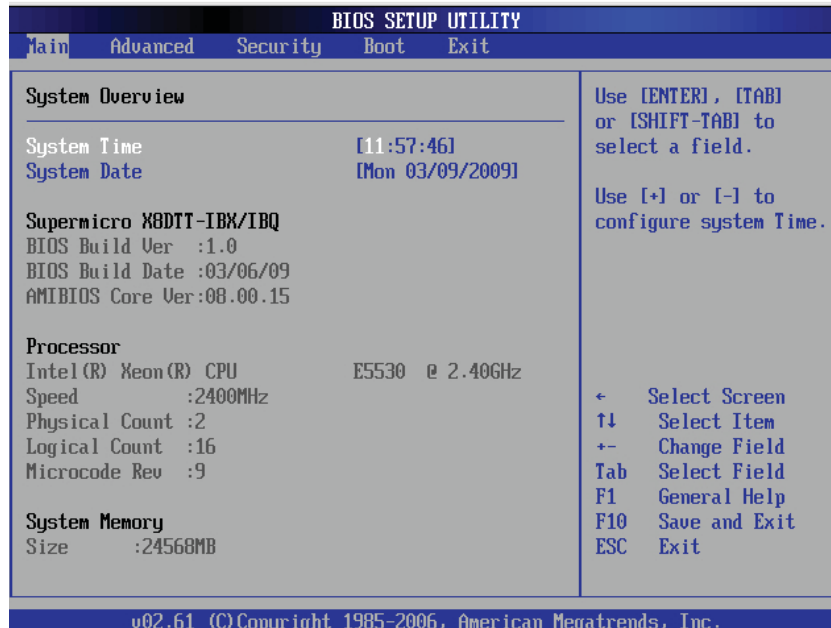 BIOS SETUP UTILITY
Main Advanced Security Boot Exit
System Overview
System Time [11:57:46]
System Date [Mon 03/09/2009]
Supermicro X8DTT-IBX/IBQ
BIOS Build Ver :1.0
BIOS Build Date :03/06/09
AMIBIOS Core Ver:08.00.15
Processor
Intel(R) Xeon(R) CPU E5530 @ 2.40GHz
Speed :2400MHz
Physical Count :2
Logical Count :16
Microcode Rev :9
System Memory
Size :24568MB
Use [ENTER], [TAB]
or [SHIFT-TAB] to
select a field.
Use [+] or [-] to
configure system Time.
← Select Screen
↑↓ Select Item
+- Change Field
Tab Select Field
F1 General Help
F10 Save and Exit
ESC Exit
v02.61 (C)Copyright 1985-2006, American Megatrends, Inc.